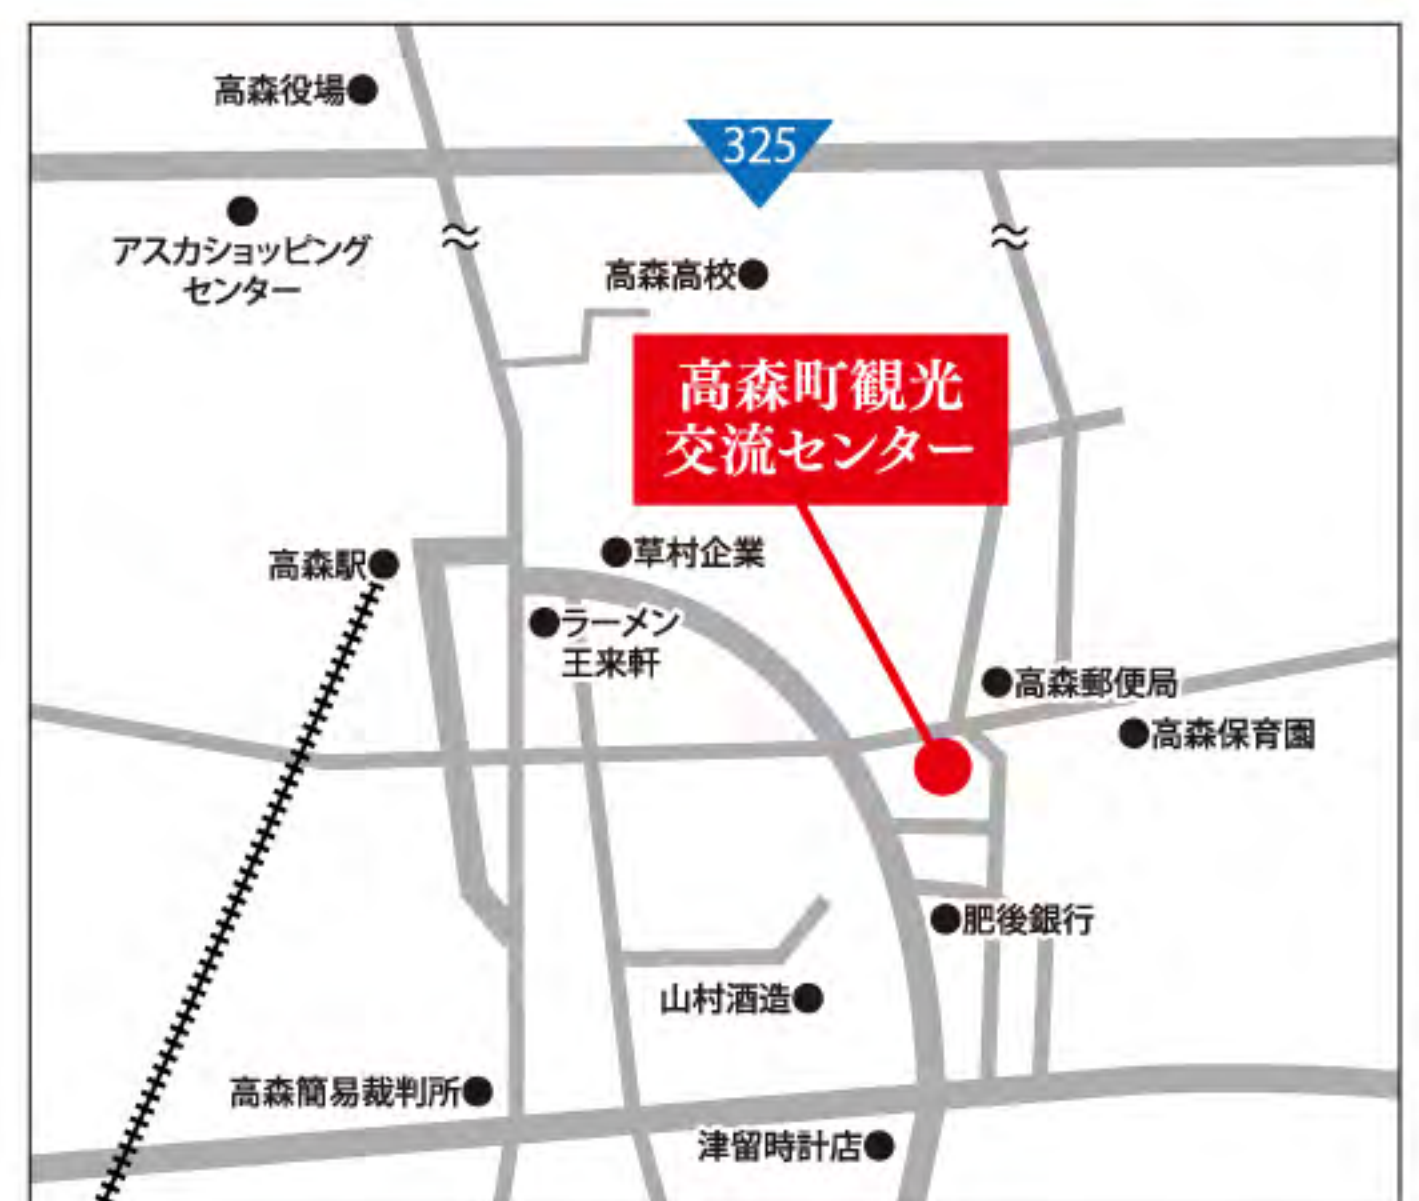 高森役場
325
アスカショッピング
センター
高森高校
高森町観光
交流センター
高森駅
草村企業
ラーメン
王来軒
高森郵便局
高森保育園
肥後銀行
山村酒造
高森簡易裁判所
津留時計店